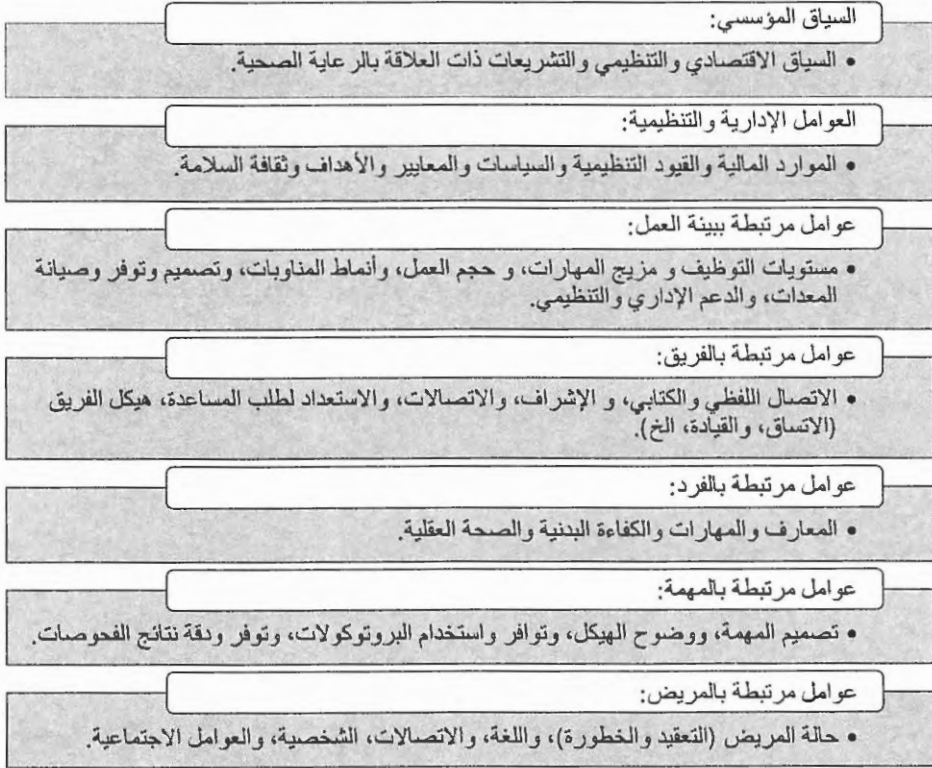 السياق المؤسسي:
• السياق الاقتصادي والتنظيمي والتشريعات ذات العلاقة بالرعاية الصحية.
العوامل الإدارية والتنظيمية:
• الموارد المالية والقيود التنظيمية والسياسات والمعايير والأهداف وثقافة السلامة.
عوامل مرتبطة ببيئة العمل:
• مستويات التوظيف و مزيج المهارات، و حجم العمل، وأنماط المناوبات، وتصميم وتوفر وصيانة
المعدات، والدعم الإداري والتنظيمي.
عوامل مرتبطة بالفريق:
• الاتصال اللفظي والكتابي، و الإشراف، والاتصالات، والاستعداد لطلب المساعدة، هيكل الفريق
(الاتساق، والقيادة، الخ).
عوامل مرتبطة بالفرد:
• المعارف والمهارات والكفاءة البدنية والصحة العقلية.
عوامل مرتبطة بالمهمة:
• تصميم المهمة، ووضوح الهيكل، وتوافر واستخدام البروتوكولات، وتوفر ودقة نتائج الفحوصات.
عوامل مرتبطة بالمريض:
• حالة المريض (التعقيد والخطورة)، واللغة، والاتصالات، الشخصية، والعوامل الاجتماعية.